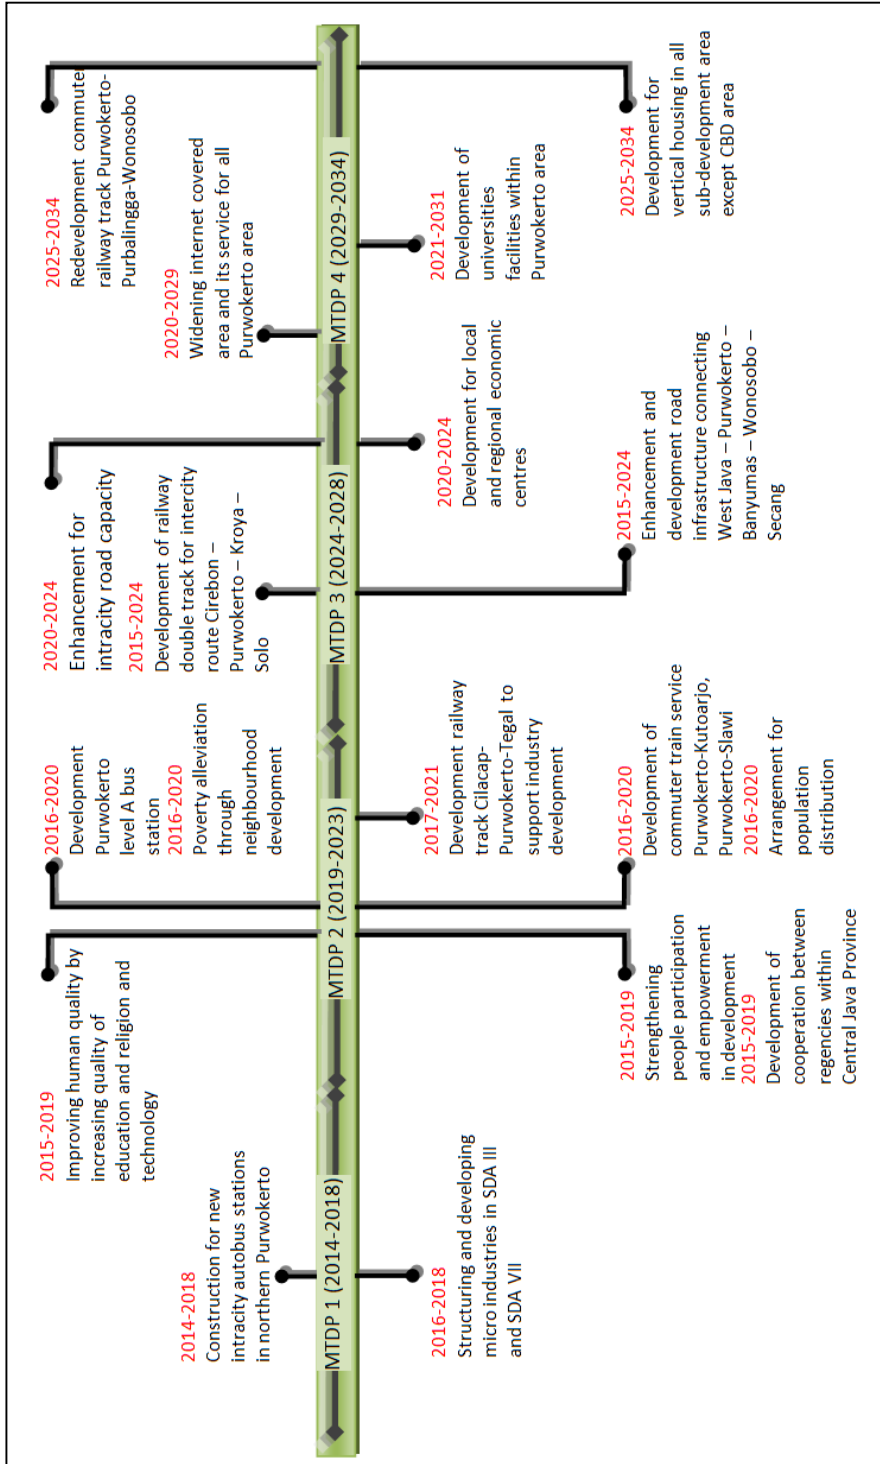 2015-2019
Improving human quality by
increasing quality of
education and religion and
technology
2016-2020
Development
Purwokerto
level A bus
station
2016-2020
Poverty alleviation
through
neighbourhood
development
2020-2024
Enhancement for
intracity road capacity
2015-2024
Development of railway
double track for intercity
route Cirebon –
Purwokerto – Kroya –
Solo
2025-2034
Redevelopment commuter
railway track Purwokerto-
Purbalingga-Wonosobo
2014-2018
Construction for new
intracity autobus stations
in northern Purwokerto
2020-2029
Widening internet covered
area and its service for all
Purwokerto area
MTDP 1 (2014-2018)
MTDP 2 (2019-2023)
MTDP 3 (2024-2028)
MTDP 4 (2029-2034)
2016-2018
Structuring and developing
micro industries in SDA III
and SDA VII
2017-2021
Development railway
track Cilacap-
Purwokerto-Tegal to
support industry
development
2020-2024
Development for local
and regional economic
centres
2021-2031
Development of
universities
facilities within
Purwokerto area
2015-2019
Strengthening
people participation
and empowerment
in development
2015-2019
Development of
cooperation between
regencies within
Central Java Province
2016-2020
Development of
commuter train service
Purwokerto-Kutoarjo,
Purwokerto-Slawi
2016-2020
Arrangement for
population
distribution
2015-2024
Enhancement and
development road
infrastructure connecting
West Java – Purwokerto –
Banyumas – Wonosobo –
Secang
2025-2034
Development for
vertical housing in all
sub-development area
except CBD area